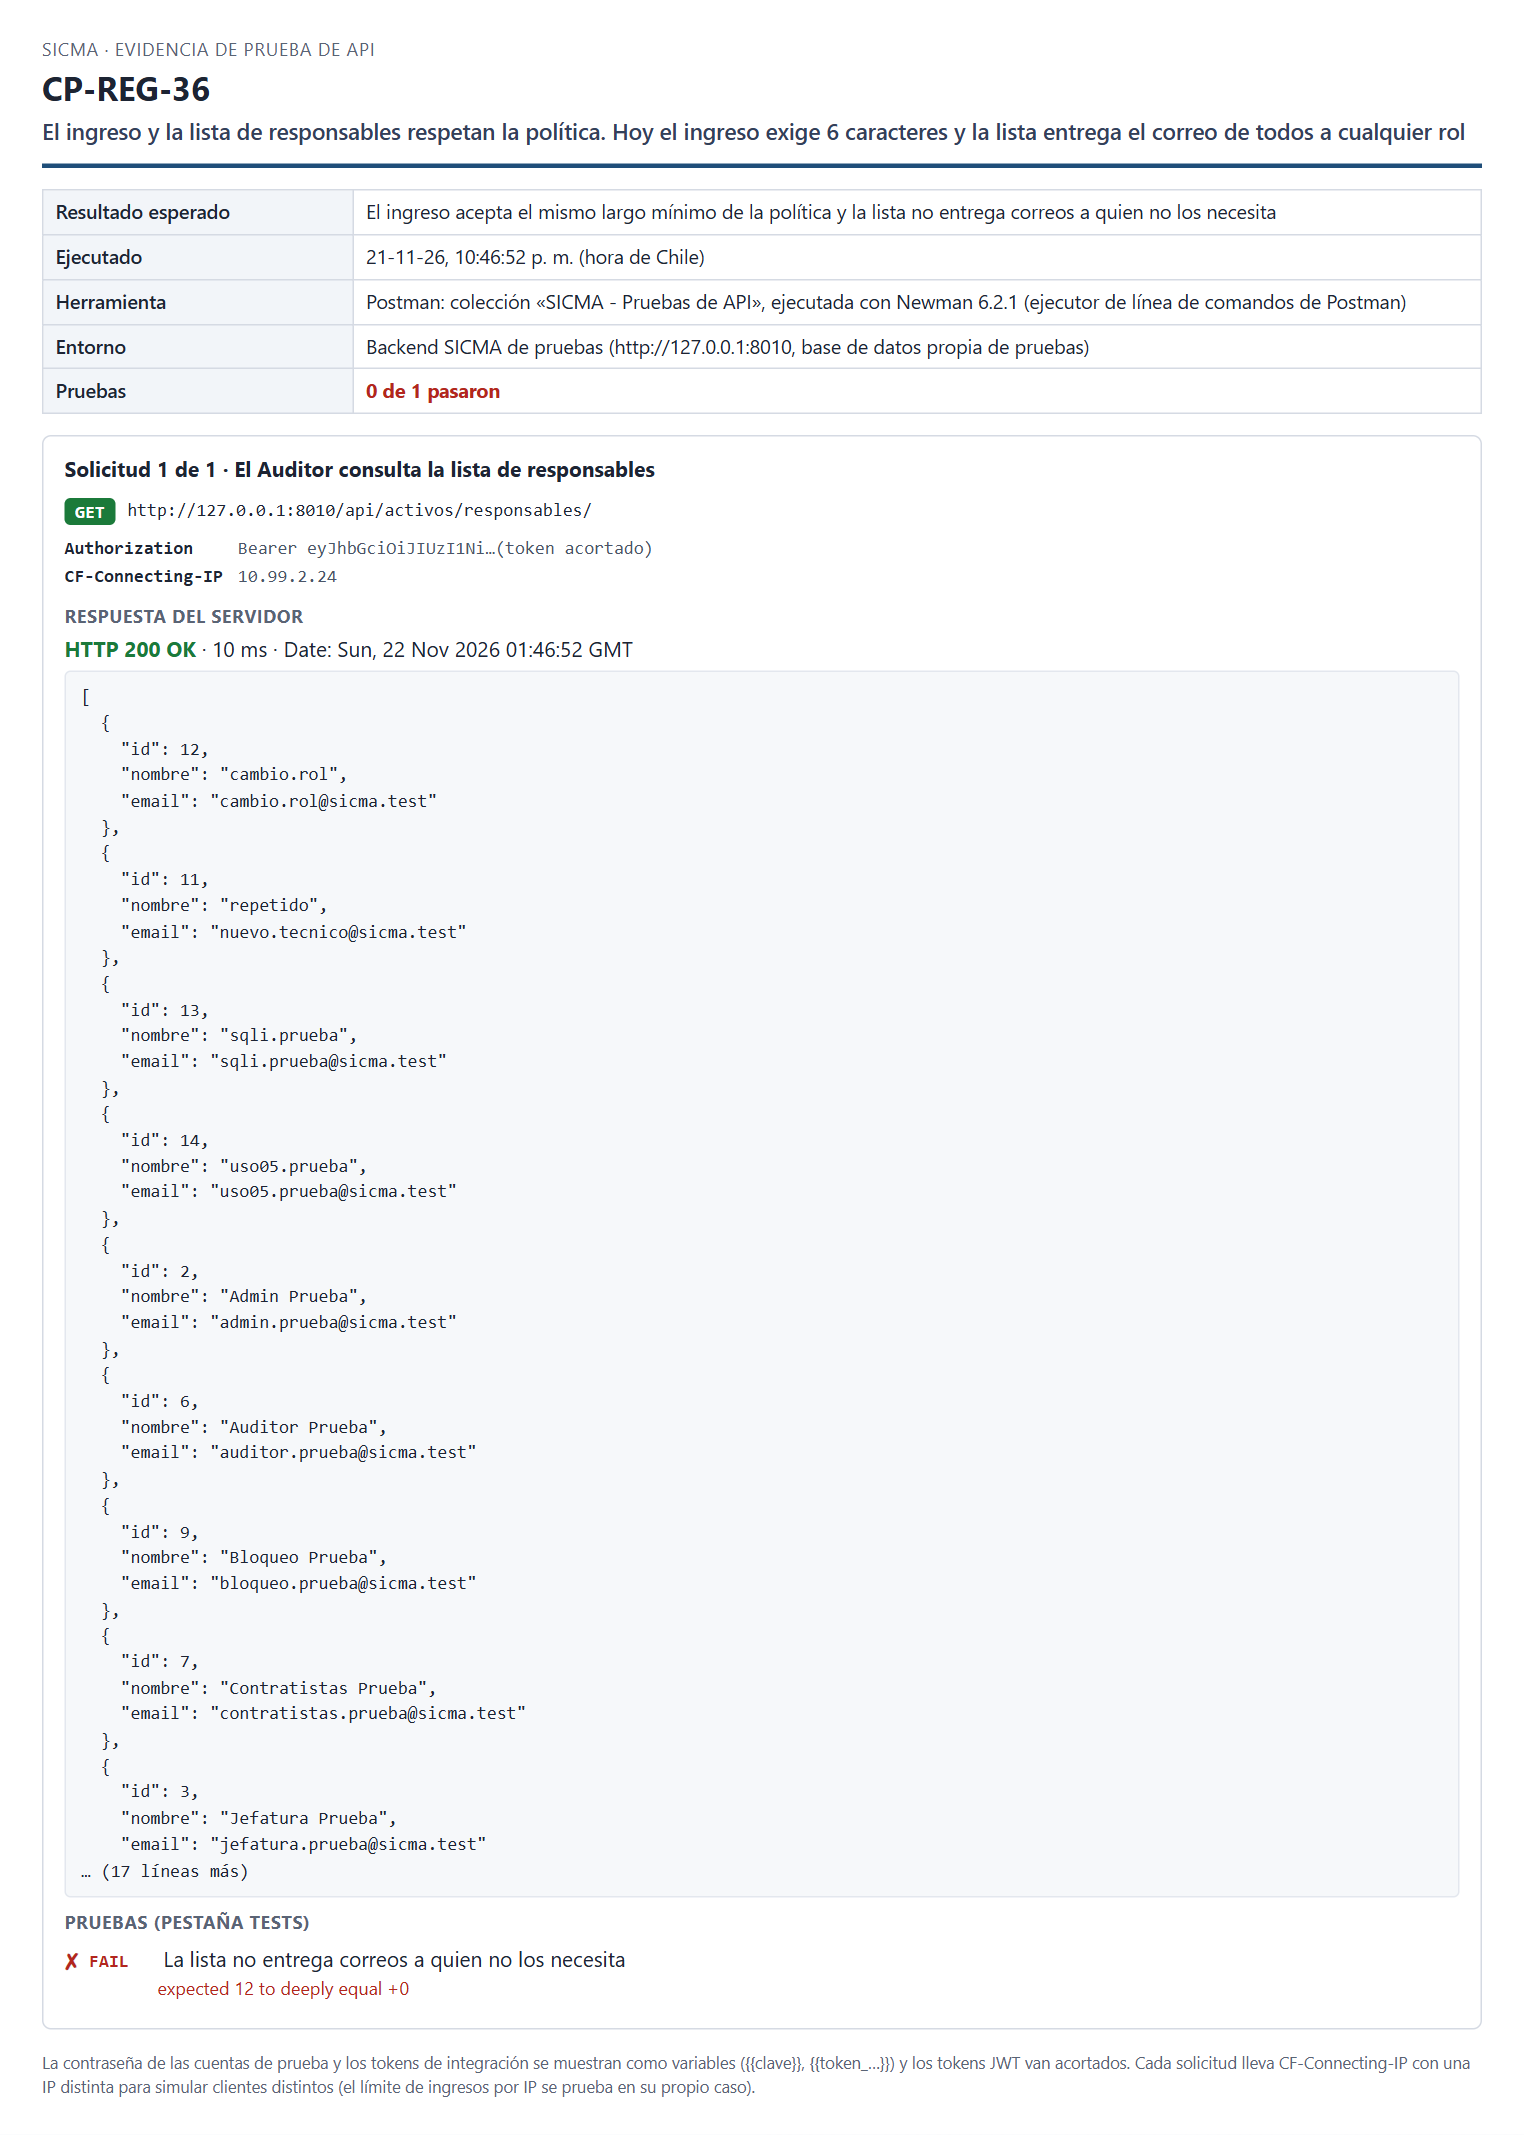 SICMA · EVIDENCIA DE PRUEBA DE API
CP-REG-36
El ingreso y la lista de responsables respetan la política. Hoy el ingreso exige 6 caracteres y la lista entrega el correo de todos a cualquier rol
Resultado esperado El ingreso acepta el mismo largo mínimo de la política y la lista no entrega correos a quien no los necesita
Ejecutado 21-11-26, 10:46:52 p. m. (hora de Chile)
Herramienta Postman: colección «SICMA - Pruebas de API», ejecutada con Newman 6.2.1 (ejecutor de línea de comandos de Postman)
Entorno Backend SICMA de pruebas (http://127.0.0.1:8010, base de datos propia de pruebas)
Pruebas 0 de 1 pasaron
Solicitud 1 de 1 · El Auditor consulta la lista de responsables
GET http://127.0.0.1:8010/api/activos/responsables/
Authorization Bearer eyJhbGciOiJIUzI1Ni…(token acortado)
CF-Connecting-IP 10.99.2.24
RESPUESTA DEL SERVIDOR
HTTP 200 OK · 10 ms · Date: Sun, 22 Nov 2026 01:46:52 GMT
[
{
"id": 12,
"nombre": "cambio.rol",
"email": "cambio.rol@sicma.test"
},
{
"id": 11,
"nombre": "repetido",
"email": "nuevo.tecnico@sicma.test"
},
{
"id": 13,
"nombre": "sqli.prueba",
"email": "sqli.prueba@sicma.test"
},
{
"id": 14,
"nombre": "uso05.prueba",
"email": "uso05.prueba@sicma.test"
},
{
"id": 2,
"nombre": "Admin Prueba",
"email": "admin.prueba@sicma.test"
},
{
"id": 6,
"nombre": "Auditor Prueba",
"email": "auditor.prueba@sicma.test"
},
{
"id": 9,
"nombre": "Bloqueo Prueba",
"email": "bloqueo.prueba@sicma.test"
},
{
"id": 7,
"nombre": "Contratistas Prueba",
"email": "contratistas.prueba@sicma.test"
},
{
"id": 3,
"nombre": "Jefatura Prueba",
"email": "jefatura.prueba@sicma.test"
… (17 líneas más)
PRUEBAS (PESTAÑA TESTS)
✗ FAIL La lista no entrega correos a quien no los necesita
expected 12 to deeply equal +0
La contraseña de las cuentas de prueba y los tokens de integración se muestran como variables ({{clave}}, {{token_...}}) y los tokens JWT van acortados. Cada solicitud lleva CF-Connecting-IP con una
IP distinta para simular clientes distintos (el límite de ingresos por IP se prueba en su propio caso).